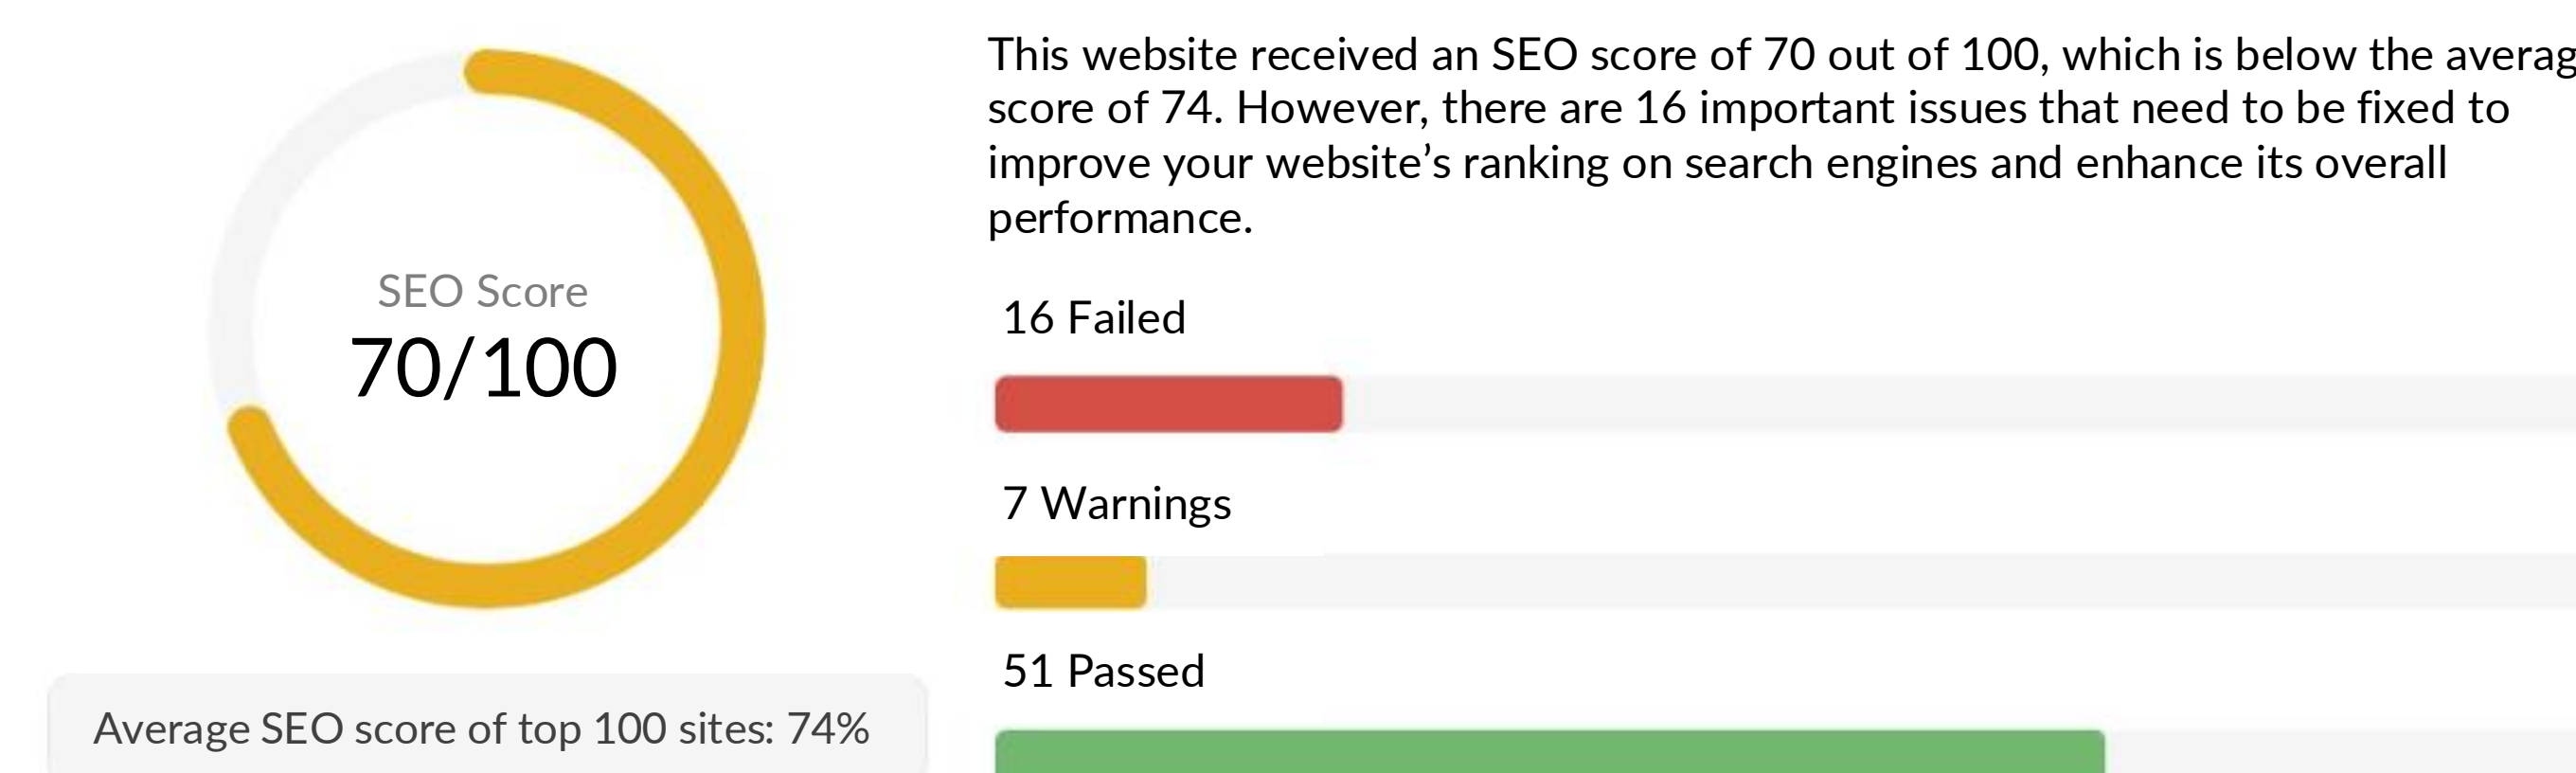 This website received an SEO score of 70 out of 100, which is below the averag
score of 74. However, there are 16 important issues that need to be fixed to
improve your website’s ranking on search engines and enhance its overall
performance.
SEO Score
70/100
16 Failed
7 Warnings
51 Passed
Average SEO score of top 100 sites: 74%